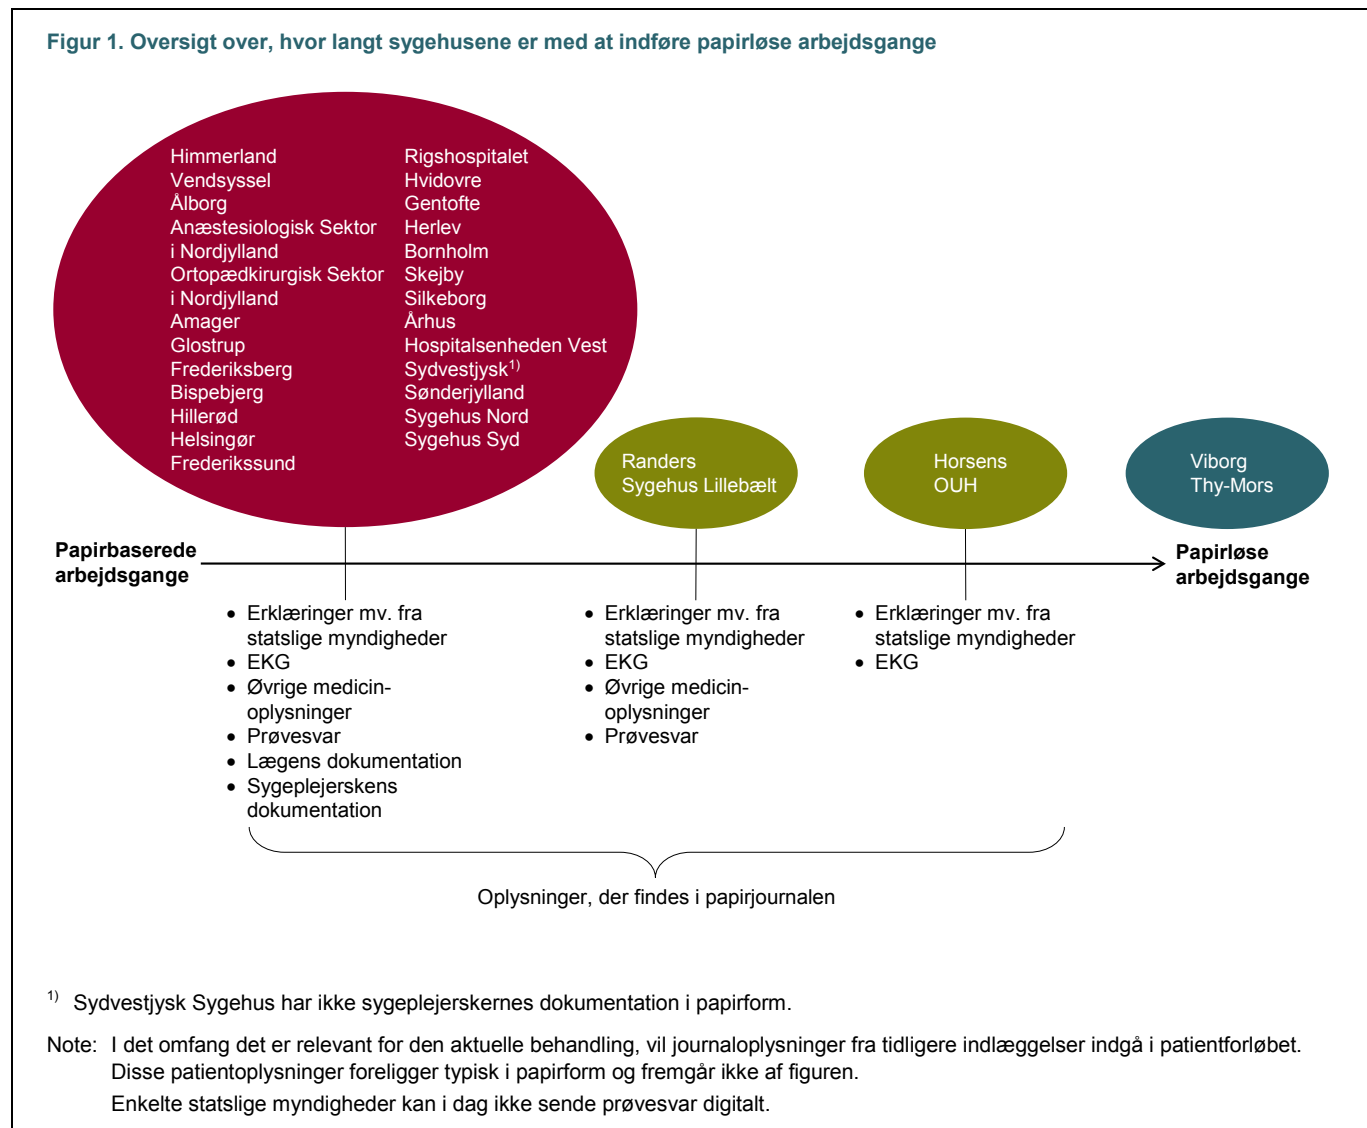 Figur 1. Oversigt over, hvor langt sygehusene er med at indføre papirløse arbejdsgange
Himmerland
Vendsyssel
Ålborg
Anæstesiologisk Sektor
i Nordjylland
Ortopædkirurgisk Sektor
i Nordjylland
Amager
Glostrup
Frederiksberg
Bispebjerg
Hillerød
Helsingør
Frederikssund
Rigshospitalet
Hvidovre
Gentofte
Herlev
Bornholm
Skejby
Silkeborg
Århus
Hospitalsenheden Vest
Sydvestjysk1)
Sønderjylland
Sygehus Nord
Sygehus Syd
Randers
Sygehus Lillebælt
Horsens
OUH
Viborg
Thy-Mors
Papirbaserede
arbejdsgange
Papirløse
arbejdsgange
• Erklæringer mv. fra
statslige myndigheder
• EKG
• Øvrige medicin-
oplysninger
• Prøvesvar
• Lægens dokumentation
• Sygeplejerskens
dokumentation
• Erklæringer mv. fra
statslige myndigheder
• EKG
• Øvrige medicin-
oplysninger
• Prøvesvar
• Erklæringer mv. fra
statslige myndigheder
• EKG
Oplysninger, der findes i papirjournalen
1) Sydvestjysk Sygehus har ikke sygeplejerskernes dokumentation i papirform.
Note: I det omfang det er relevant for den aktuelle behandling, vil journaloplysninger fra tidligere indlæggelser indgå i patientforløbet.
Disse patientoplysninger foreligger typisk i papirform og fremgår ikke af figuren.
Enkelte statslige myndigheder kan i dag ikke sende prøvesvar digitalt.